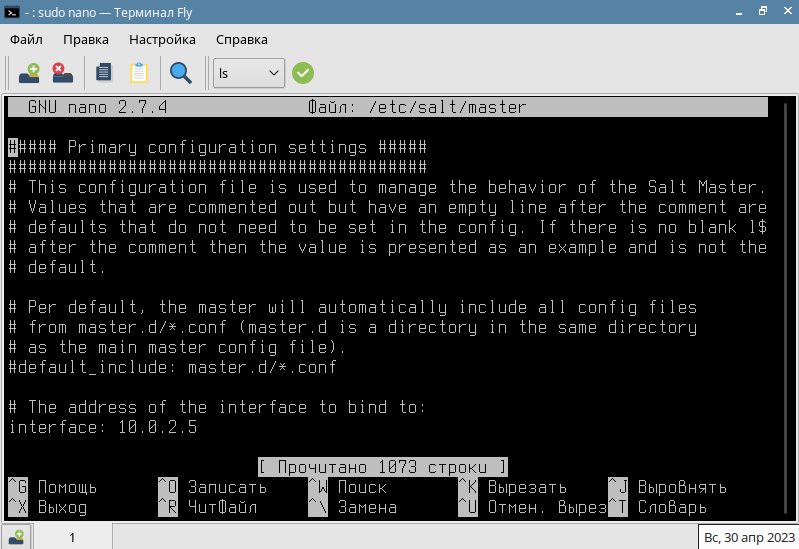 - : sudo nano — Терминал Fly
Файл Правка Настройка Справка
ls
GNU nano 2.7.4 Файл: /etc/salt/master
##### Primary configuration settings #####
##########################################
# This configuration file is used to manage the behavior of the Salt Master.
# Values that are commented out but have an empty line after the comment are
# defaults that do not need to be set in the config. If there is no blank l$
# after the comment then the value is presented as an example and is not the
# default.
# Per default, the master will automatically include all config files
# from master.d/*.conf (master.d is a directory in the same directory
# as the main master config file).
#default_include: master.d/*.conf
# The address of the interface to bind to:
interface: 10.0.2.5
[ Прочитано 1073 строки ]
^G Помощь ^O Записать ^W Поиск ^K Вырезать ^J Выровнять
^X Выход ^R ЧитФайл ^\ Замена ^U Отмен. Вырез ^T Словарь
1
Вс, 30 апр 2023